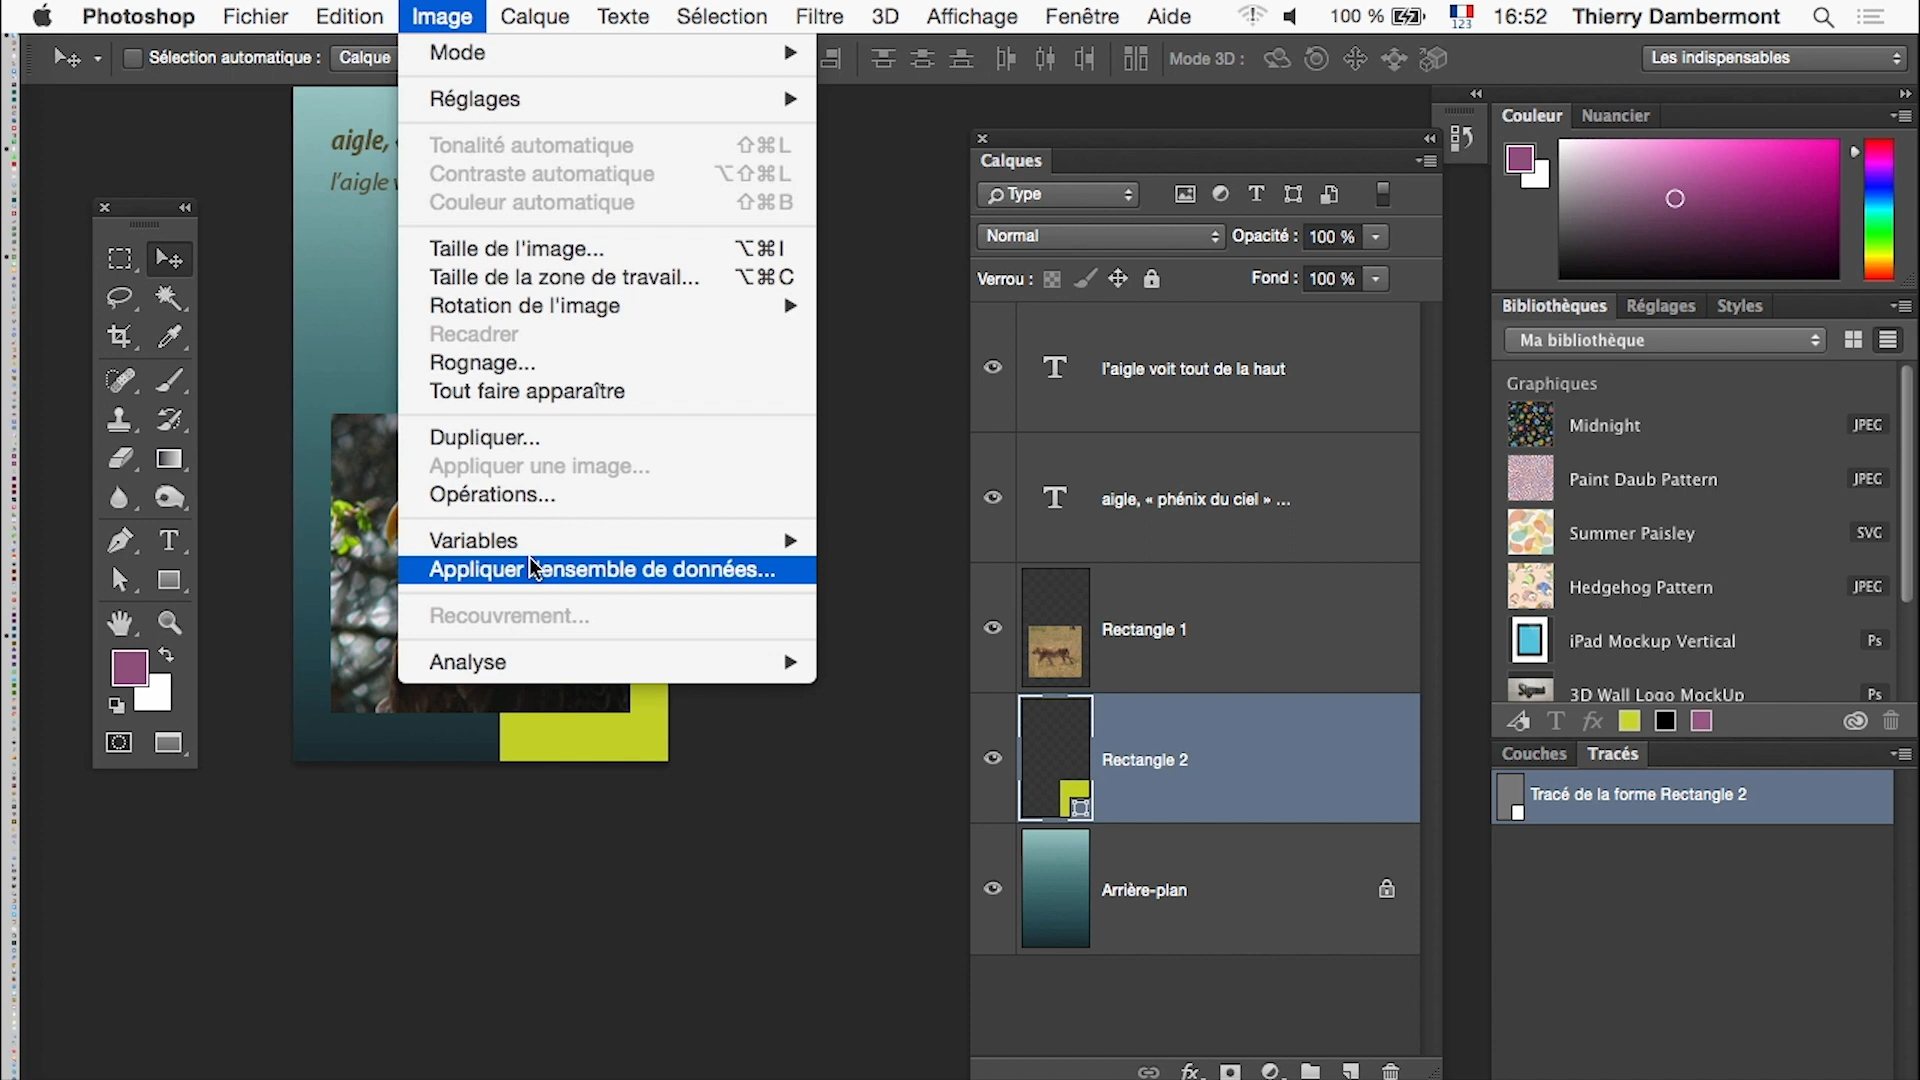 Photoshop Fichier Edition Image Calque Texte Sélection Filtre 3D Affichage Fenêtre Aide 100 % 123 16:52 Thierry Dambermont
Sélection automatique : Calque
Mode 3D :
Les indispensables
Mode
Réglages
Tonalité automatique ⇧⌘L
Contraste automatique ⌥⇧⌘L
Couleur automatique ⇧⌘B
Taille de l'image... ⌥⌘I
Taille de la zone de travail... ⌥⌘C
Rotation de l'image
Recadrer
Rognage...
Tout faire apparaître
Dupliquer...
Appliquer une image...
Opérations...
Variables
Appliquer ensemble de données...
Recouvrement...
Analyse
aigle,
l'aigle
Calques
Type
Normal Opacité : 100 %
Verrou : Fond : 100 %
l'aigle voit tout de la haut
aigle, « phénix du ciel » ...
Rectangle 1
Rectangle 2
Arrière-plan
Couleur Nuancier
Bibliothèques Réglages Styles
Ma bibliothèque
Graphiques
Midnight JPEG
Paint Daub Pattern JPEG
Summer Paisley SVG
Hedgehog Pattern JPEG
iPad Mockup Vertical Ps
3D Wall Logo MockUp Ps
Couches Tracés
Tracé de la forme Rectangle 2